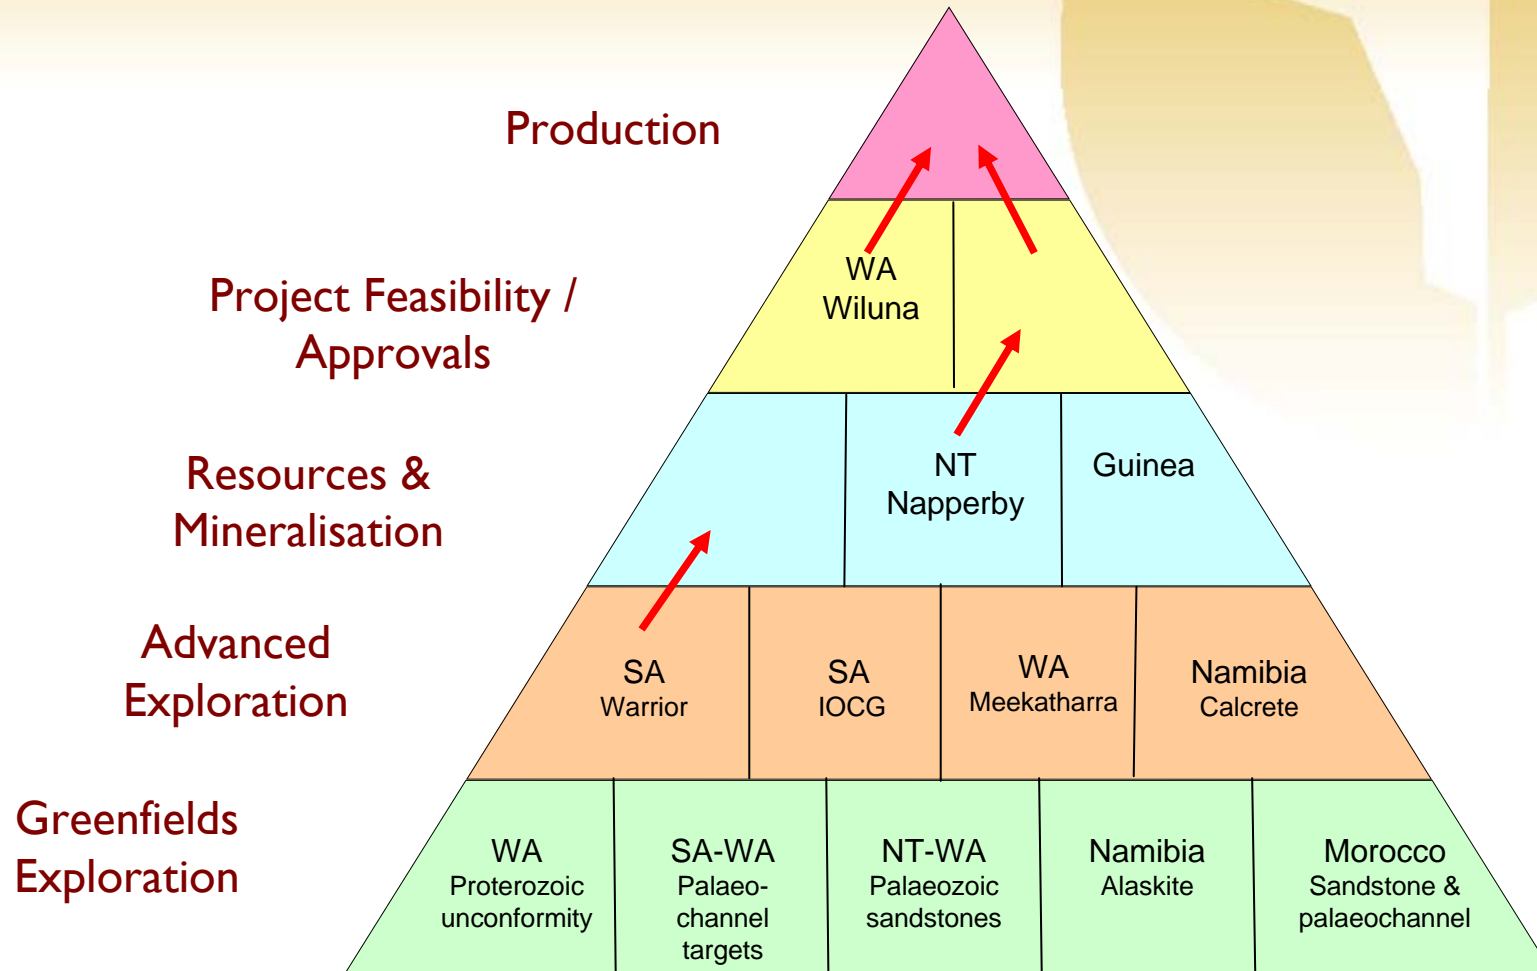 Production
Project Feasibility /
Approvals
WA
Wiluna
Resources &
Mineralisation
NT
Napperby
Guinea
Advanced
Exploration
SA
Warrior
SA
IOCG
WA
Meekatharra
Namibia
Calcrete
Greenfields
Exploration
WA
Proterozoic
unconformity
SA-WA
Palaeo-
channel
targets
NT-WA
Palaeozoic
sandstones
Namibia
Alaskite
Morocco
Sandstone &
palaeochannel